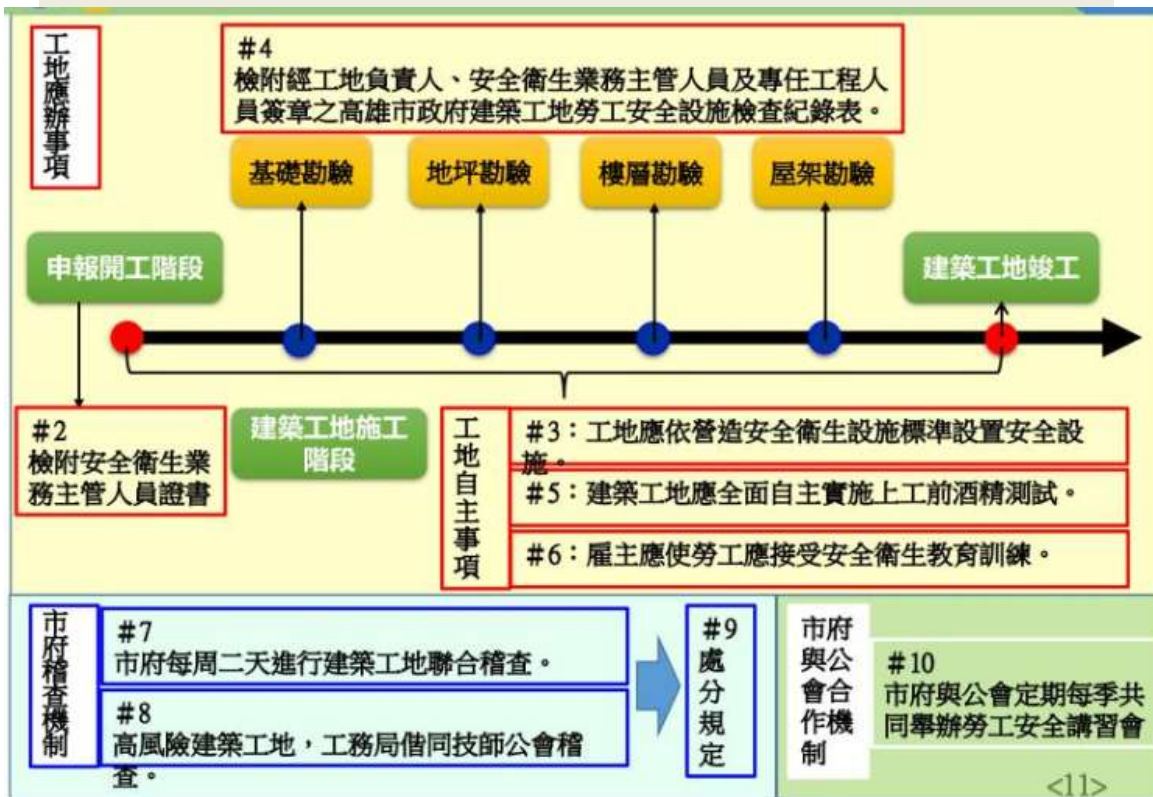 工地應辦事項
#4
檢附經工地負責人、安全衛生業務主管人員及專任工程人
員簽章之高雄市政府建築工地勞工安全設施檢查紀錄表。
基礎勘驗
地坪勘驗
樓層勘驗
屋架勘驗
申報開工階段
建築工地竣工
#2
檢附安全衛生業
務主管人員證書
建築工地施工
階段
工地自主事項
#3:工地應依營造安全衛生設施標準設置安全設
施。
#5:建築工地應全面自主實施上工前酒精測試。
#6:雇主應使勞工應接受安全衛生教育訓練。
市府稽查機制
#7
市府每周二天進行建築工地聯合稽查。
#8
高風險建築工地,工務局偕同技師公會稽
查。
#9
處分規定
市府
與公
會合
作機
制
#10
市府與公會定期每季共
同舉辦勞工安全講習會
<11>